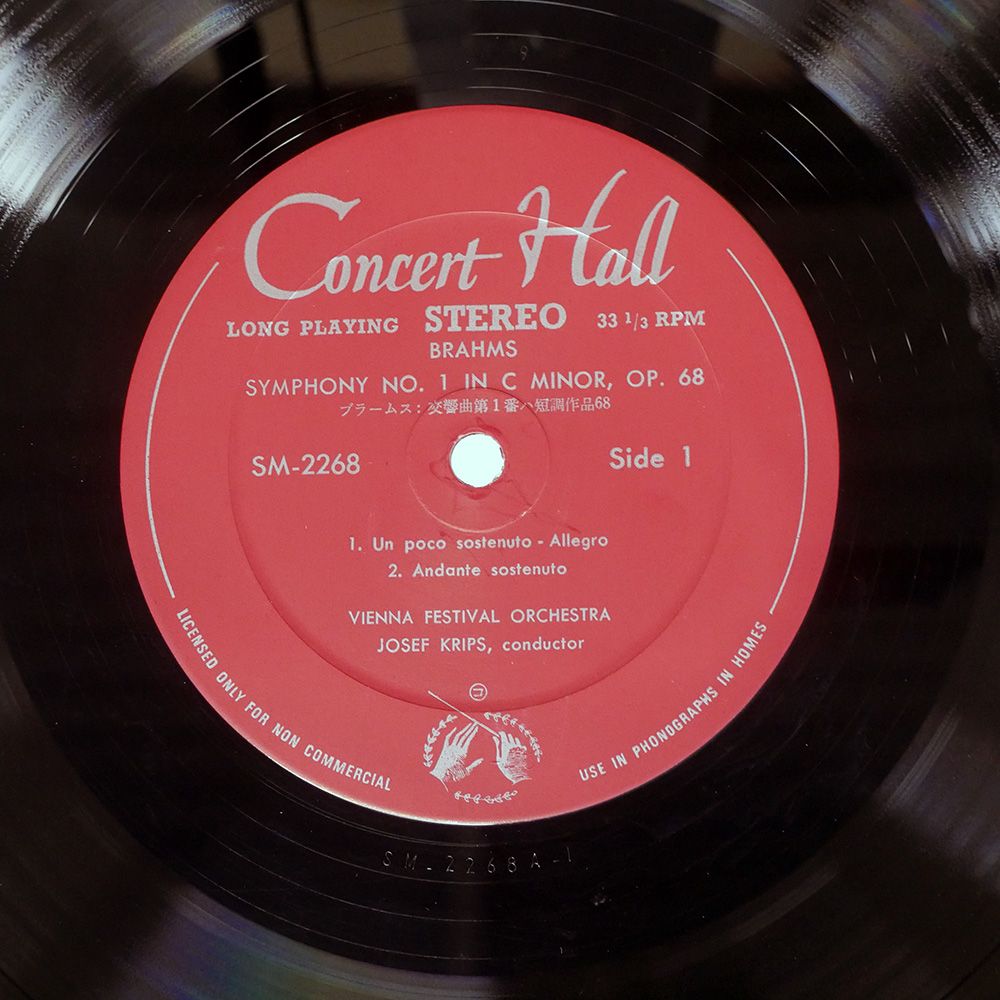 9
Concert Hall
LONG PLAYING STEREO 33 1/3 RPM
BRAHMS
SYMPHONY NO. 1 IN C MINOR, OP. 68
ブラームス：交響曲第1番ハ短調作品68
SM-2268 Side 1
1. Un poco sostenuto - Allegro
2. Andante sostenuto
VIENNA FESTIVAL ORCHESTRA
JOSEF KRIPS, conductor
コ
LICENSED ONLY FOR NON COMMERCIAL
USE IN PHONOGRAPHS IN HOMES
SM-2268A-1